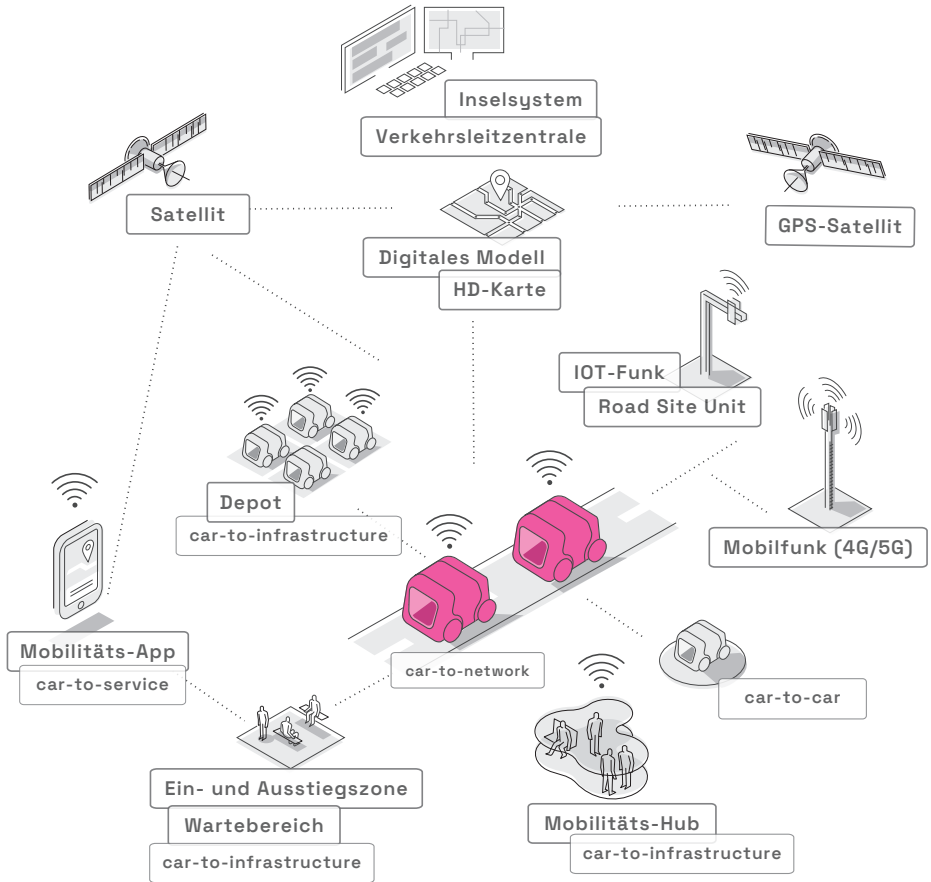 Inselsystem
Verkehrsleitzentrale
Satellit
GPS-Satellit
Digitales Modell
HD-Karte
IOT-Funk
Road Site Unit
Depot
car-to-infrastructure
Mobilfunk (4G/5G)
Mobilitäts-App
car-to-service
car-to-network
car-to-car
Ein- und Ausstiegszone
Wartebereich
car-to-infrastructure
Mobilitäts-Hub
car-to-infrastructure